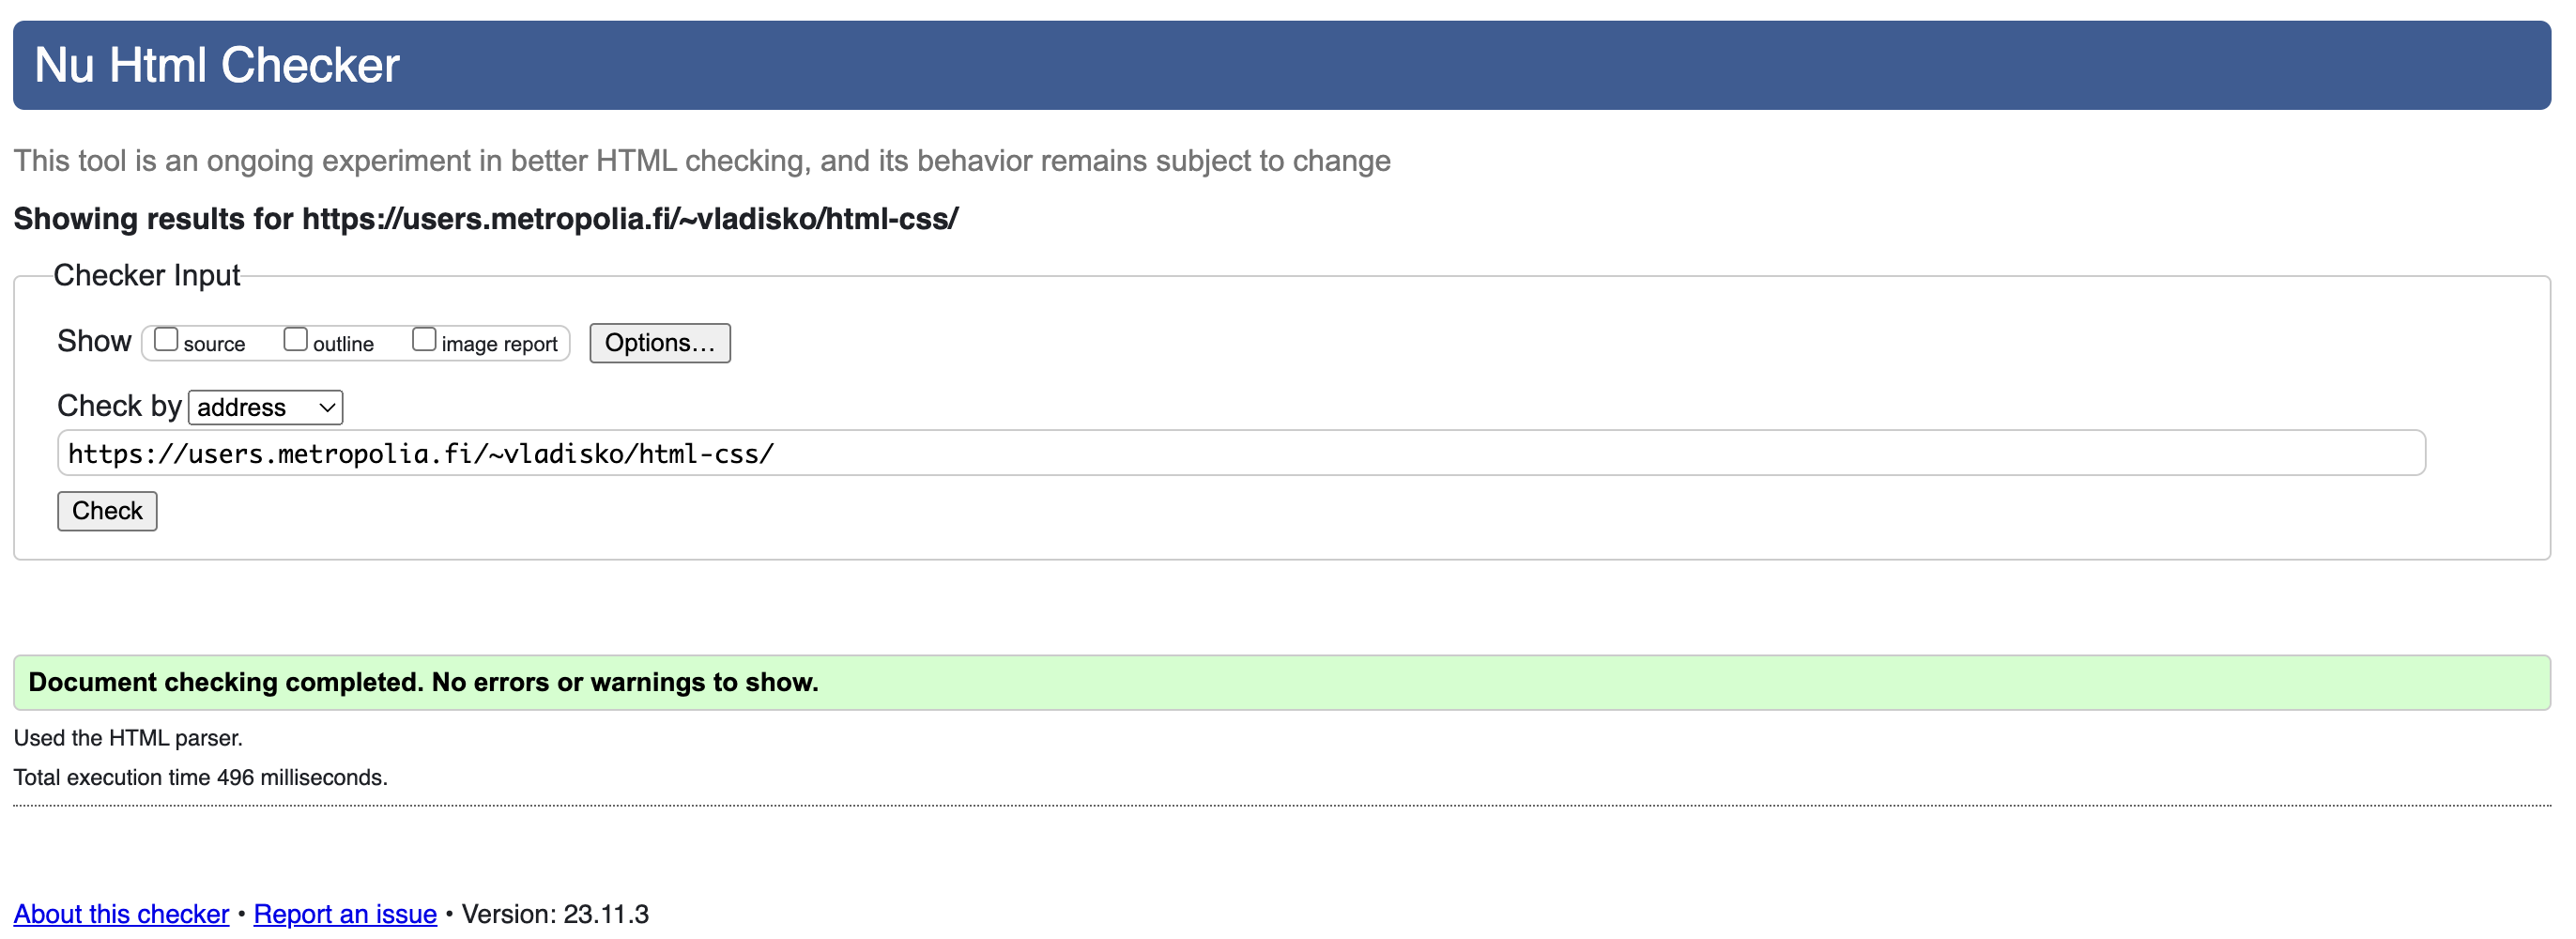 Nu Html Checker
This tool is an ongoing experiment in better HTML checking, and its behavior remains subject to change
Showing results for https://users.metropolia.fi/~vladisko/html-css/
Checker Input
Show source outline image report Options...
Check by address
https://users.metropolia.fi/~vladisko/html-css/
Check
Document checking completed. No errors or warnings to show.
Used the HTML parser.
Total execution time 496 milliseconds.
About this checker • Report an issue • Version: 23.11.3